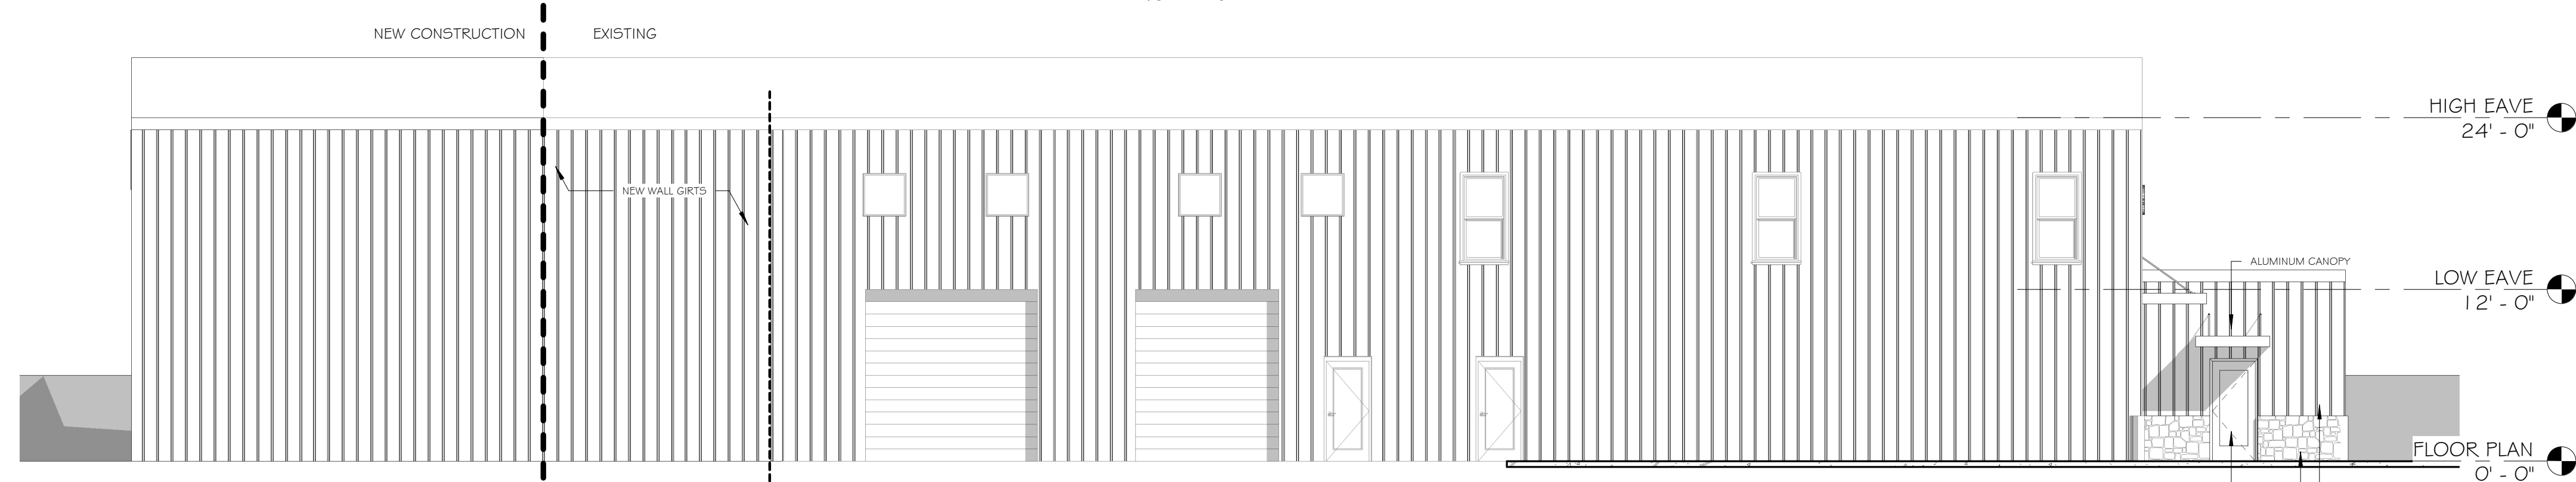 NEW CONSTRUCTION
EXISTING
HIGH EAVE
24' - 0"
NEW WALL GIRTS
ALUMINUM CANOPY
LOW EAVE
12' - 0"
FLOOR PLAN
0' - 0"